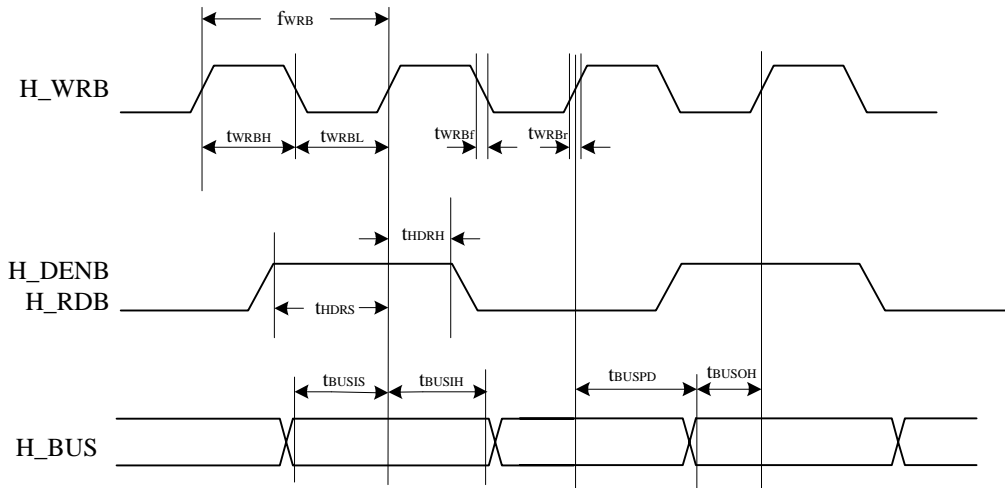 fWRB
H_WRB
tWRBH
tWRBL
tWRBf
tWRBr
tHDRH
H_DENB
H_RDB
tHDRS
tBUSIS
tBUSIH
tBUSPD
tBUSOH
H_BUS